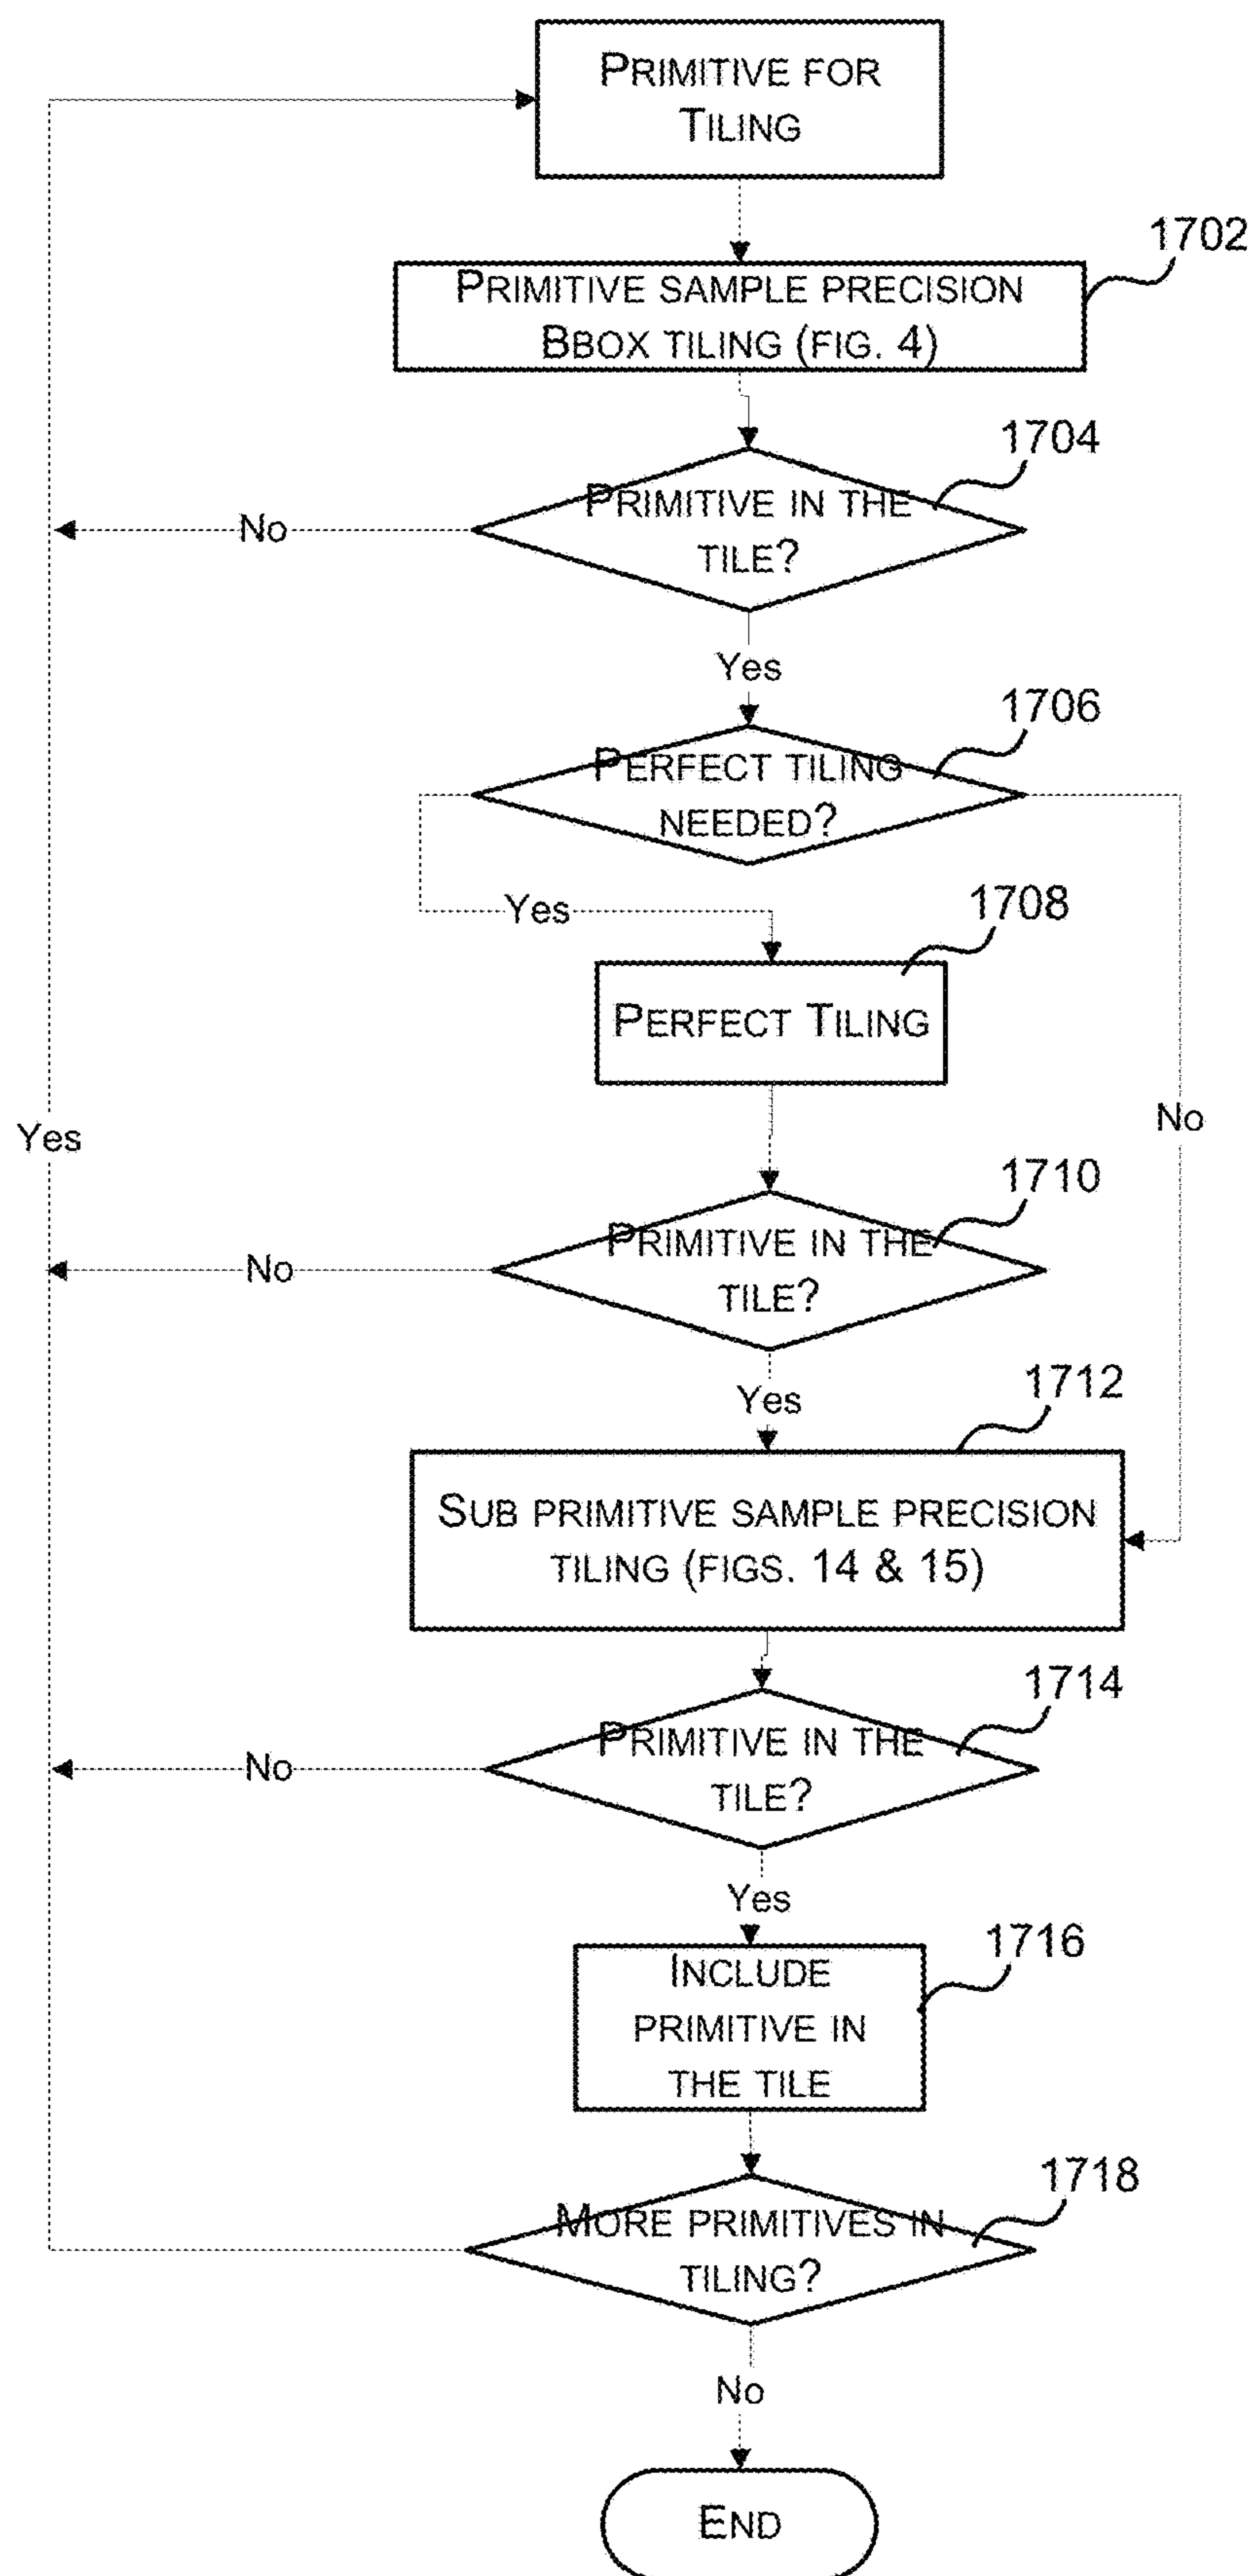 PRIMITIVE FOR
TILING
1702
PRIMITIVE SAMPLE PRECISION
BBOX TILING (FIG. 4)
1704
PRIMITIVE IN THE
TILE?
No
Yes
1706
PERFECT TILING
NEEDED?
Yes
1708
PERFECT TILING
No
Yes
1710
PRIMITIVE IN THE
TILE?
No
Yes
1712
SUB PRIMITIVE SAMPLE PRECISION
TILING (FIGS. 14 & 15)
1714
PRIMITIVE IN THE
TILE?
No
Yes
1716
INCLUDE
PRIMITIVE IN
THE TILE
1718
MORE PRIMITIVES IN
TILING?
No
END